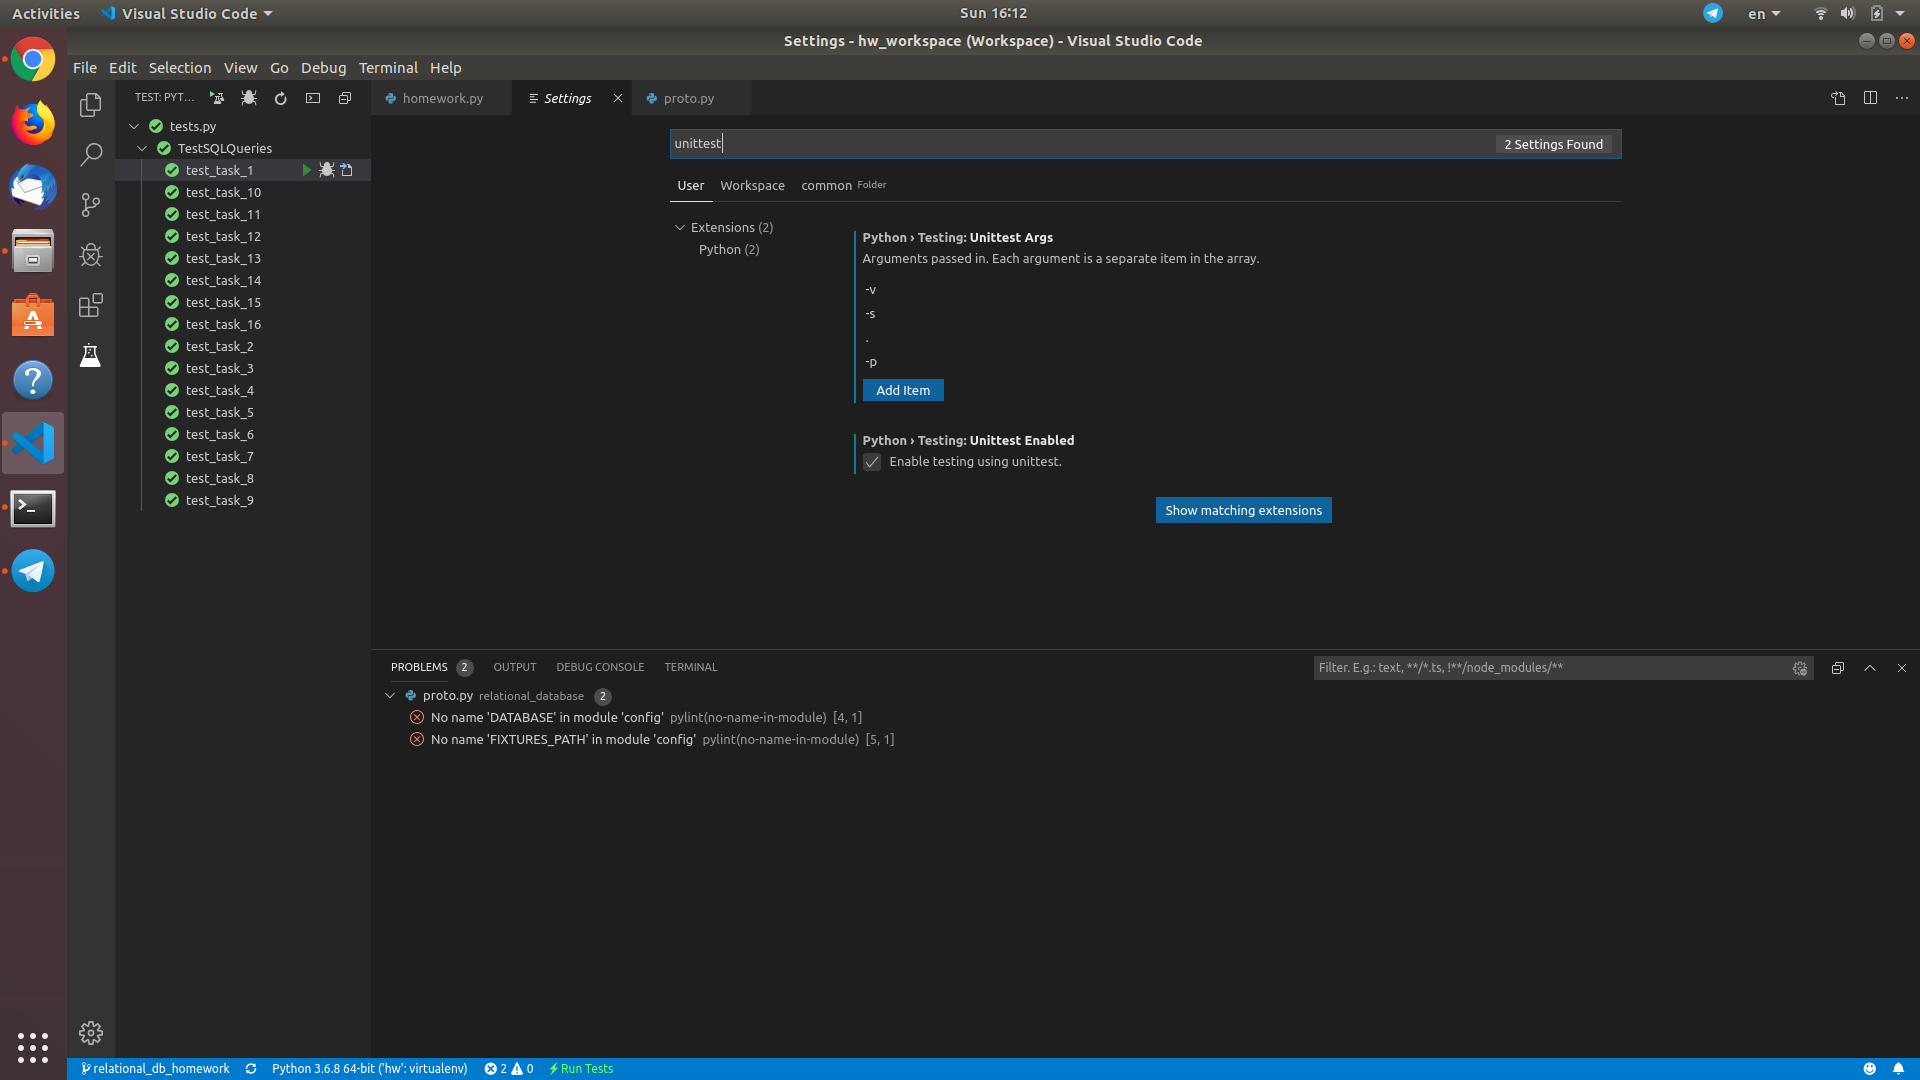 Activities
Visual Studio Code
Sun 16:12
en
Settings - hw_workspace (Workspace) - Visual Studio Code
File Edit Selection View Go Debug Terminal Help
TEST: PYT...
tests.py
TestSQLQueries
test_task_1
test_task_10
test_task_11
test_task_12
test_task_13
test_task_14
test_task_15
test_task_16
test_task_2
test_task_3
test_task_4
test_task_5
test_task_6
test_task_7
test_task_8
test_task_9
homework.py
Settings
proto.py
unittest
2 Settings Found
User Workspace common Folder
Extensions (2)
Python (2)
Python › Testing: Unittest Args
Arguments passed in. Each argument is a separate item in the array.
-v
-s
.
-p
Add Item
Python › Testing: Unittest Enabled
Enable testing using unittest.
Show matching extensions
PROBLEMS 2 OUTPUT DEBUG CONSOLE TERMINAL
Filter. E.g.: text, **/*.ts, !**/node_modules/**
proto.py relational_database 2
No name 'DATABASE' in module 'config' pylint(no-name-in-module) [4, 1]
No name 'FIXTURES_PATH' in module 'config' pylint(no-name-in-module) [5, 1]
relational_db_homework
Python 3.6.8 64-bit ('hw': virtualenv)
2 0
Run Tests